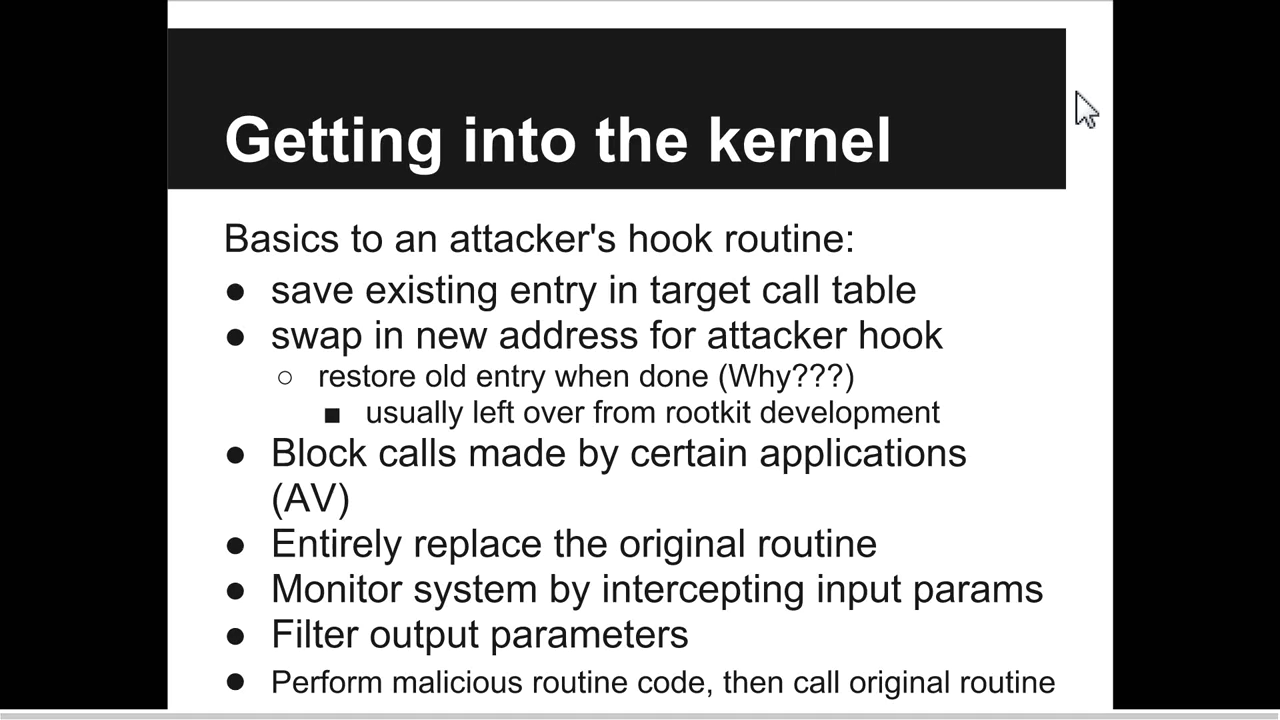 Getting into the kernel
Basics to an attacker's hook routine:
● save existing entry in target call table
● swap in new address for attacker hook
○ restore old entry when done (Why???)
■ usually left over from rootkit development
● Block calls made by certain applications
(AV)
● Entirely replace the original routine
● Monitor system by intercepting input params
● Filter output parameters
● Perform malicious routine code, then call original routine